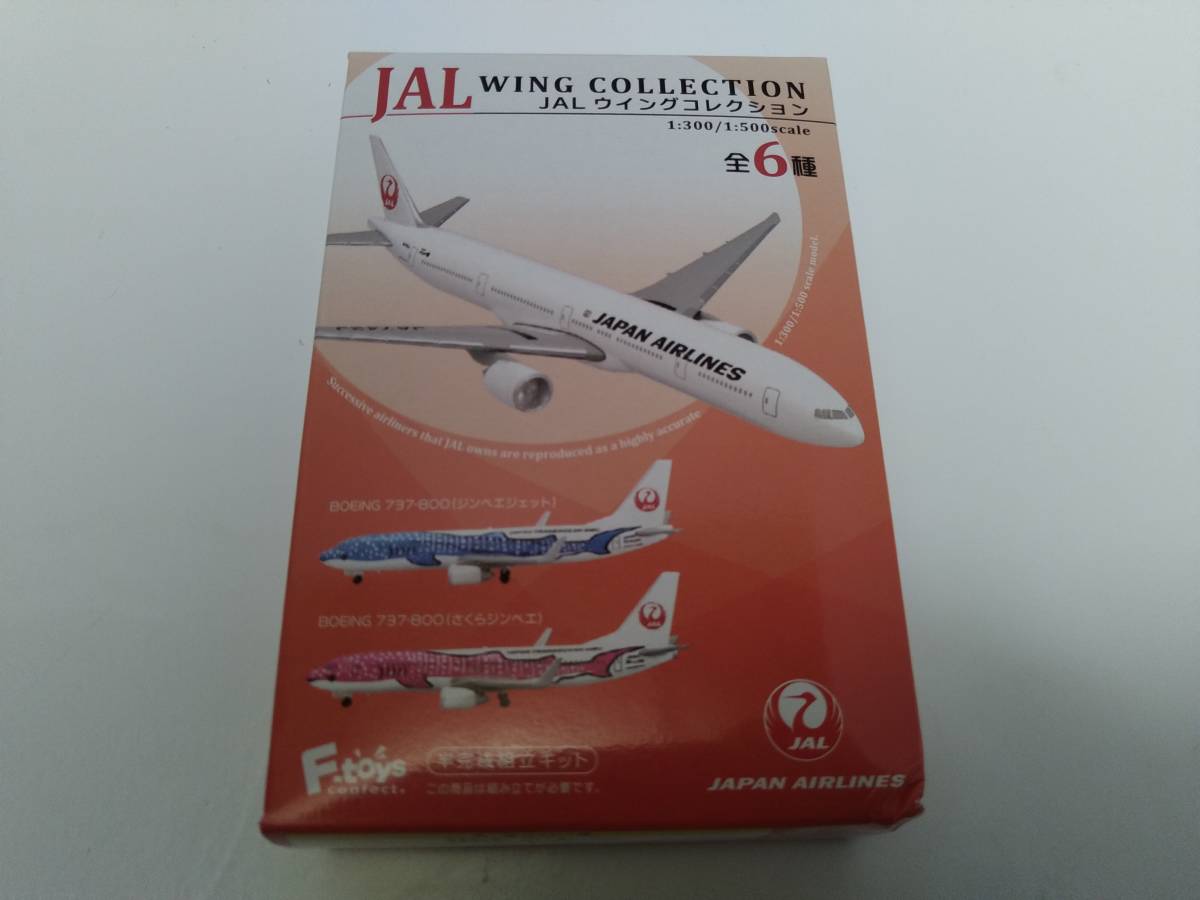 JAL WING COLLECTION
JAL ウイングコレクション
1:300/1:500scale
全6種
JAL
JAPAN AIRLINES
1:300/1:500 scale model.
Successive airliners that JAL owns are reproduced as a highly accurate
BOEING 737-800(ジンベエジェット)
JAL
BOEING 737-800(さくらジンベエ)
JAL
JAL
F-toys
confect.
半完成組立キット
この商品は組み立てが必要です。
JAPAN AIRLINES